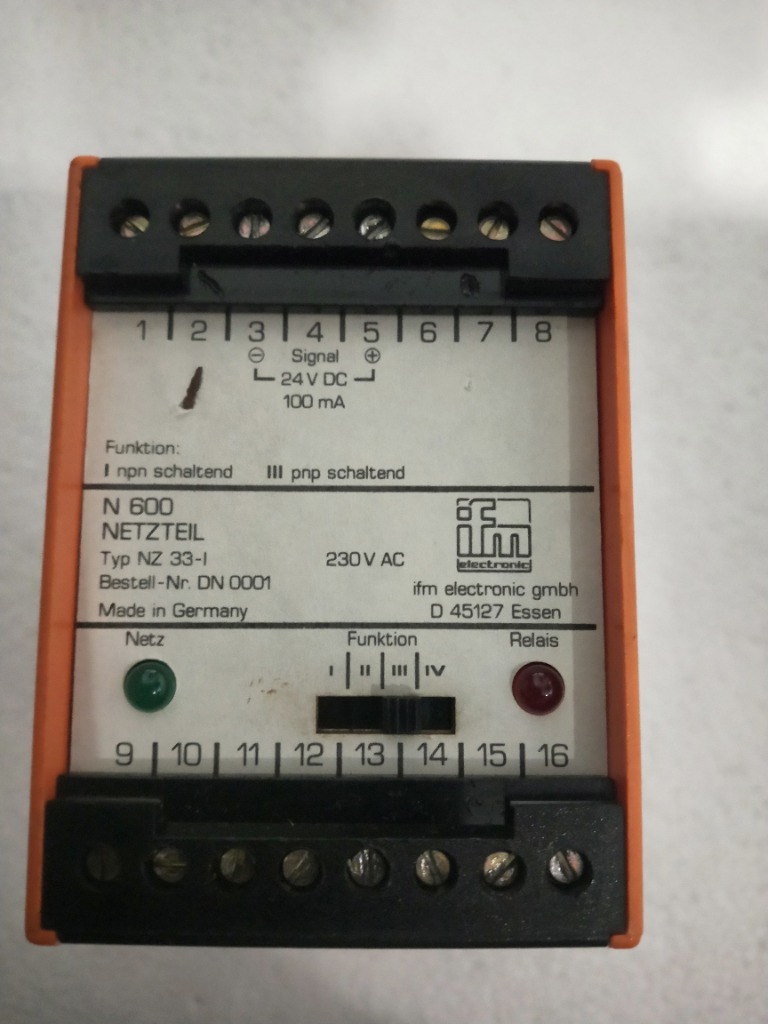 1 2 3 4 5 6 7 8
⊖ Signal ⊕
24 V DC
100 mA
Funktion:
I npn schaltend III pnp schaltend
N 600
NETZTEIL
Typ NZ 33-I 230 V AC
Bestell-Nr. DN 0001
Made in Germany
ifm
electronic
ifm electronic gmbh
D 45127 Essen
Netz Funktion Relais
I II III IV
9 10 11 12 13 14 15 16